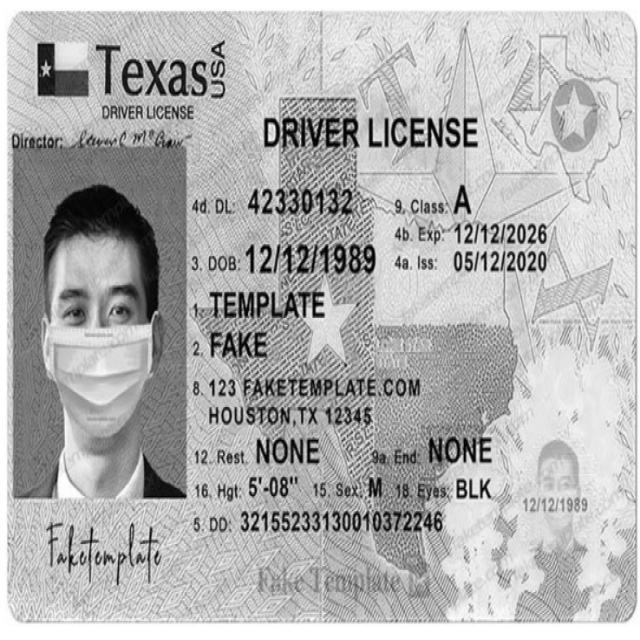 Texas USA
DRIVER LICENSE
Director: Steven C McCraw
DRIVER LICENSE
4d. DL: 42330132 9. Class: A
4b. Exp: 12/12/2026
3. DOB: 12/12/1989 4a. Iss: 05/12/2020
1. TEMPLATE
2. FAKE
8. 123 FAKETEMPLATE.COM
HOUSTON,TX 12345
12. Rest. NONE 9a. End: NONE
16. Hgt: 5'-08" 15. Sex: M 18. Eyes: BLK
12/12/1989
5. DD: 32155233130010372246
Faketemplate
Fake Template